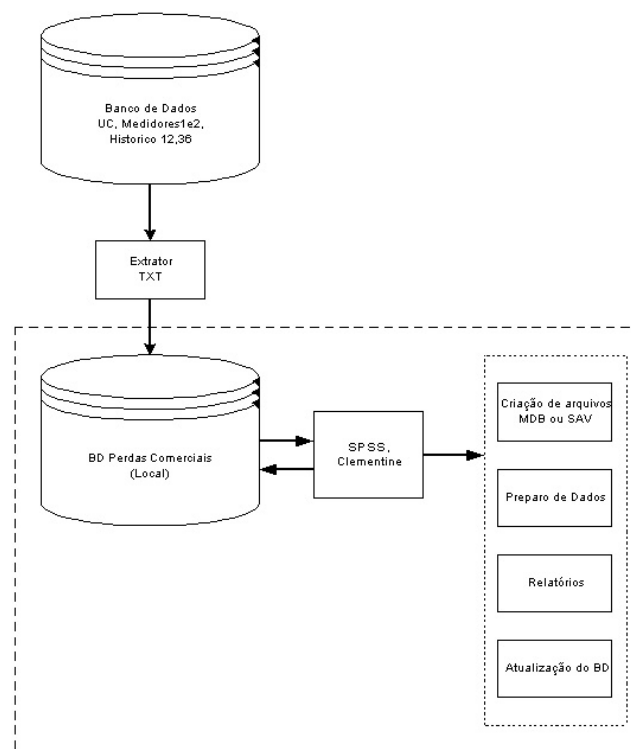 Banco de Dados
UC, Medidores1e2,
Historico 12,36
Extrator
TXT
BD Perdas Comerciais
(Local)
SPSS,
Clementine
Criação de arquivos
MDB ou SAV
Preparo de Dados
Relatórios
Atualização do BD